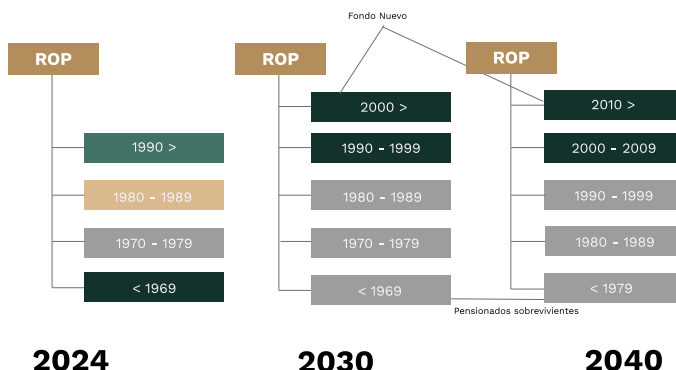 Fondo Nuevo
ROP
1990 >
1980 - 1989
1970 - 1979
< 1969
2024
ROP
2000 >
1990 - 1999
1980 - 1989
1970 - 1979
< 1969
2030
ROP
2010 >
2000 - 2009
1990 - 1999
1980 - 1989
< 1979
Pensionados sobrevivientes
2040